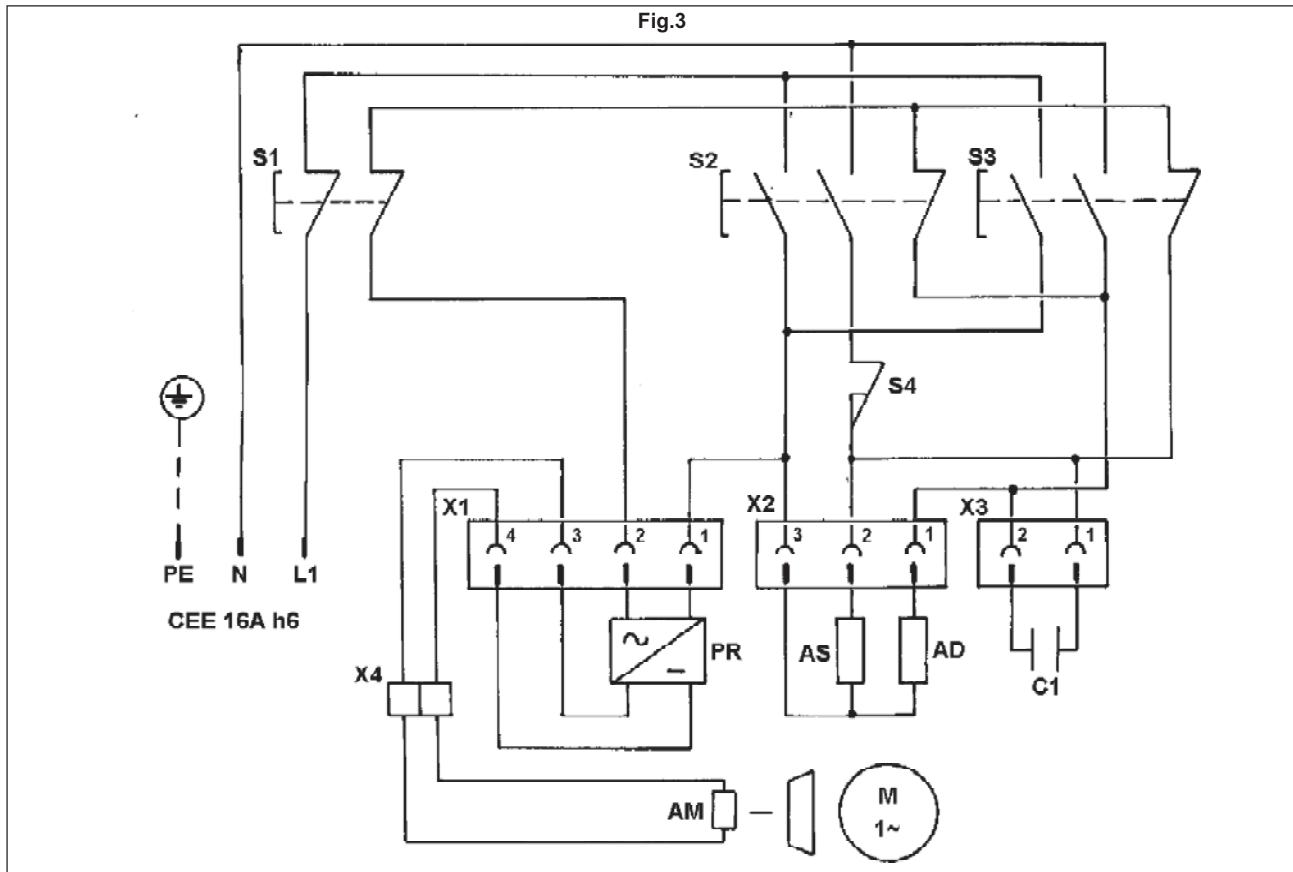 Fig.3
S1
S2
S3
S4
X1
4 3 2 1
X2
3 2 1
X3
2 1
PE N L1
CEE 16A h6
PR
AS
AD
C1
X4
AM
M
1~